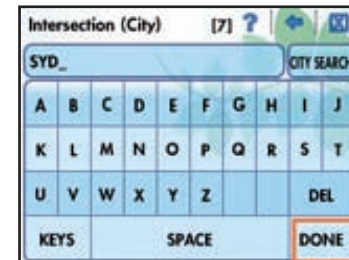 Intersection (City) [7] ?
SYD_ CITY SEARCH
A B C D E F G H I J
K L M N O P Q R S T
U V W X Y Z DEL
KEYS SPACE DONE